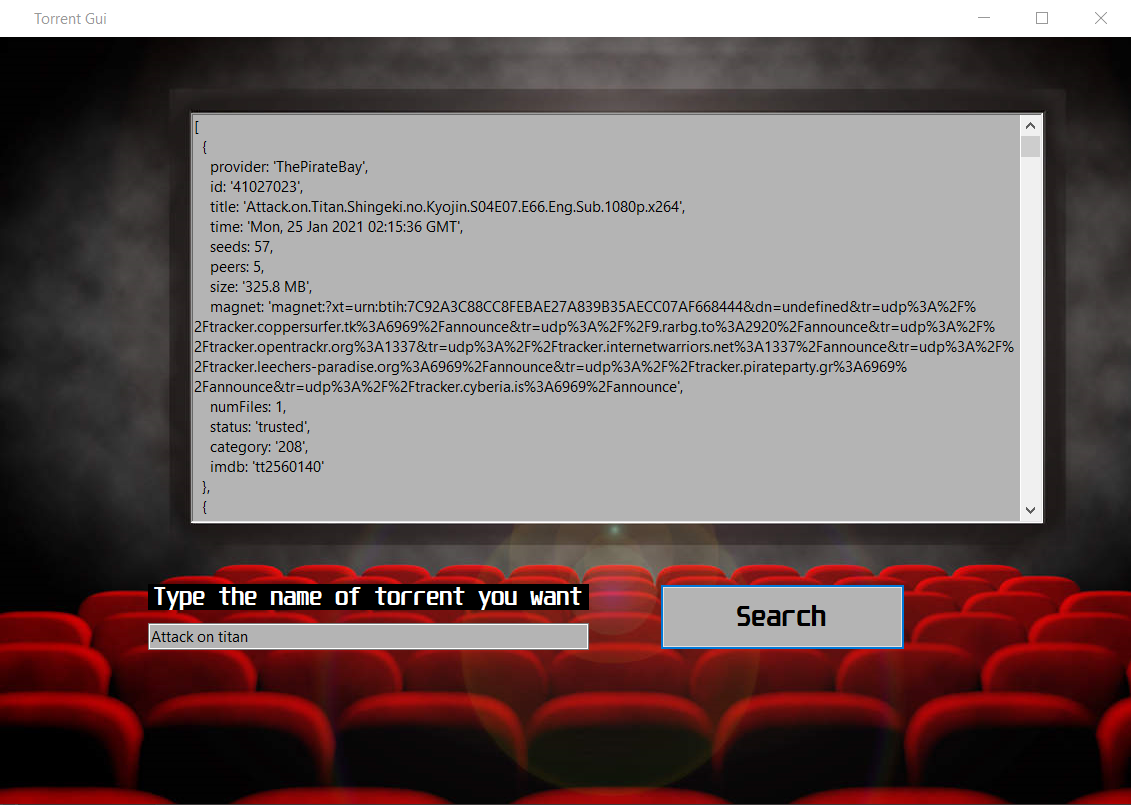 Torrent Gui
[
{
provider: 'ThePirateBay',
id: '41027023',
title: 'Attack.on.Titan.Shingeki.no.Kyojin.S04E07.E66.Eng.Sub.1080p.x264',
time: 'Mon, 25 Jan 2021 02:15:36 GMT',
seeds: 57,
peers: 5,
size: '325.8 MB',
magnet: 'magnet:?xt=urn:btih:7C92A3C88CC8FEBAE27A839B35AECC07AF668444&dn=undefined&tr=udp%3A%2F%
2Ftracker.coppersurfer.tk%3A6969%2Fannounce&tr=udp%3A%2F%2F9.rarbg.to%3A2920%2Fannounce&tr=udp%3A%2F%
2Ftracker.opentrackr.org%3A1337&tr=udp%3A%2F%2Ftracker.internetwarriors.net%3A1337%2Fannounce&tr=udp%3A%2F%
2Ftracker.leechers-paradise.org%3A6969%2Fannounce&tr=udp%3A%2F%2Ftracker.pirateparty.gr%3A6969%
2Fannounce&tr=udp%3A%2F%2Ftracker.cyberia.is%3A6969%2Fannounce',
numFiles: 1,
status: 'trusted',
category: '208',
imdb: 'tt2560140'
},
{
Type the name of torrent you want
Search
Attack on titan